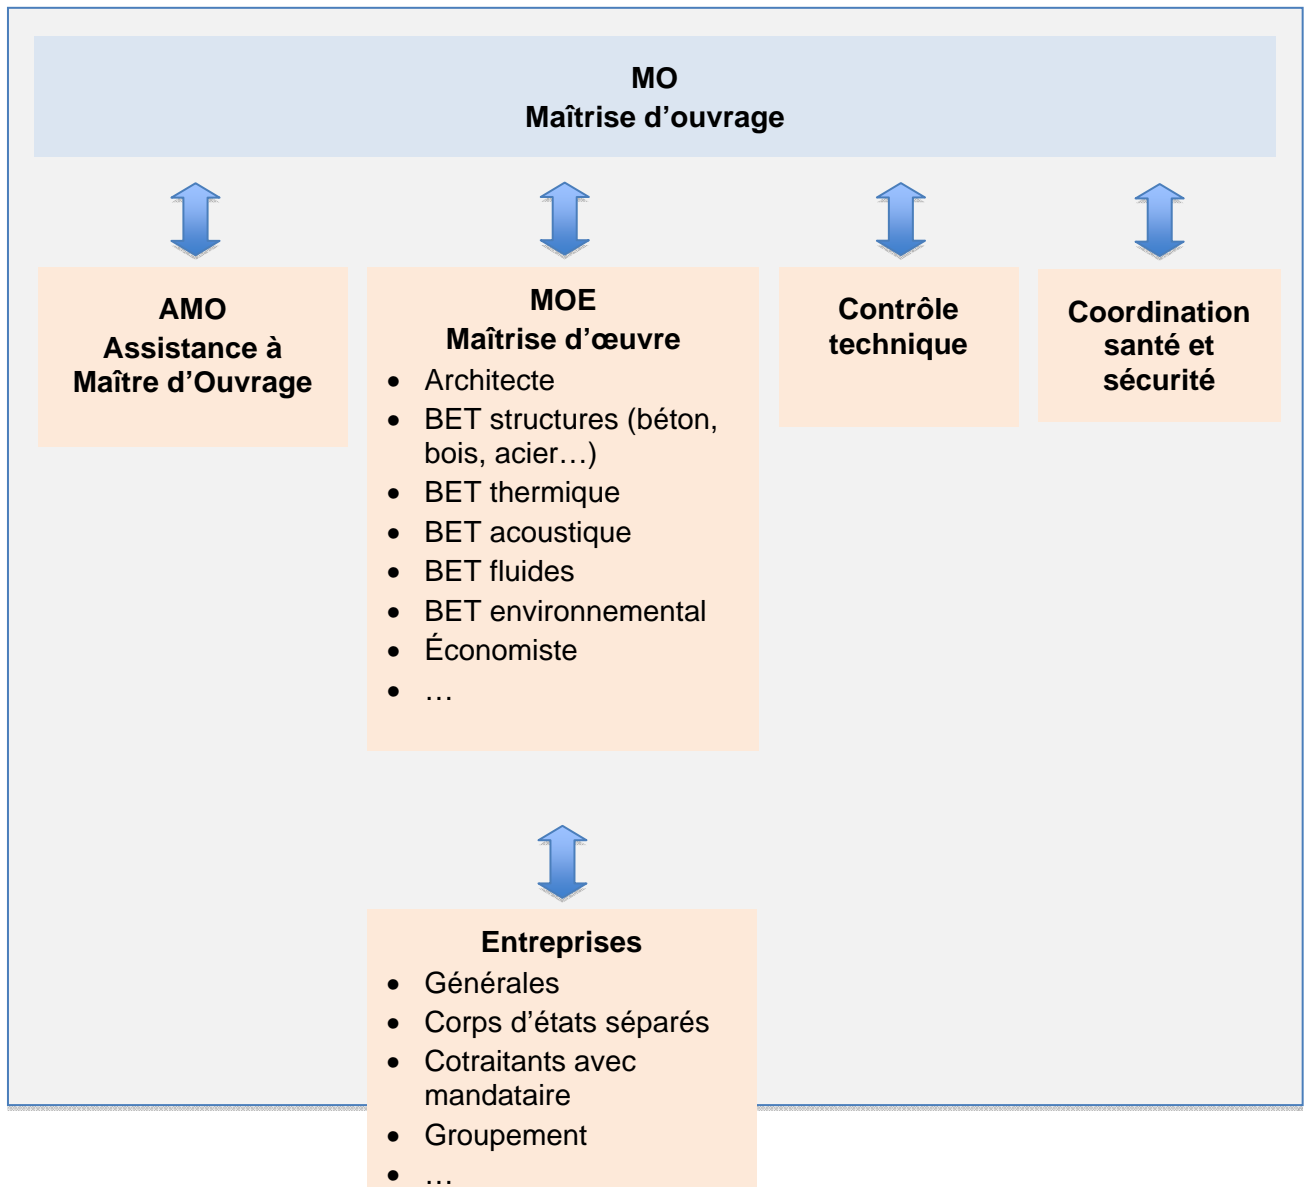 MO
Maîtrise d’ouvrage
AMO
Assistance à
Maître d’Ouvrage
MOE
Maîtrise d’œuvre
• Architecte
• BET structures (béton,
bois, acier…)
• BET thermique
• BET acoustique
• BET fluides
• BET environnemental
• Économiste
• …
Contrôle
technique
Coordination
santé et
sécurité
Entreprises
• Générales
• Corps d’états séparés
• Cotraitants avec
mandataire
• Groupement
• …